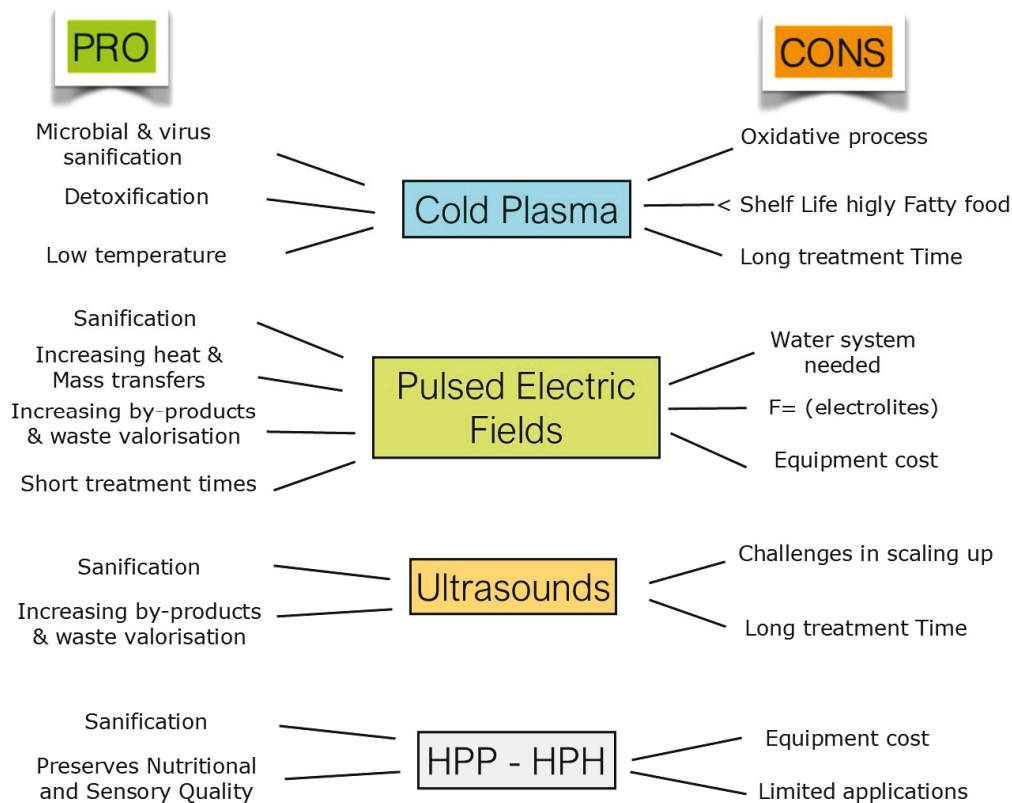 PRO
CONS
Microbial & virus
sanification
Detoxification
Low temperature
Cold Plasma
Oxidative process
< Shelf Life higly Fatty food
Long treatment Time
Sanification
Increasing heat &
Mass transfers
Increasing by-products
& waste valorisation
Short treatment times
Pulsed Electric
Fields
Water system
needed
F= (electrolites)
Equipment cost
Sanification
Increasing by-products
& waste valorisation
Ultrasounds
Challenges in scaling up
Long treatment Time
Sanification
Preserves Nutritional
and Sensory Quality
HPP - HPH
Equipment cost
Limited applications